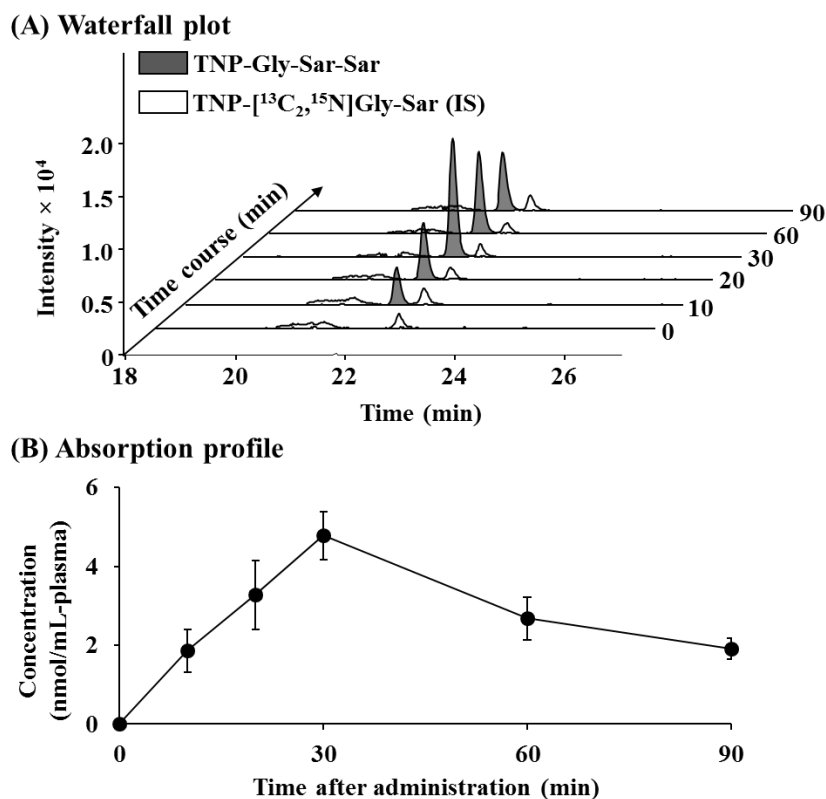 (A) Waterfall plot
TNP-Gly-Sar-Sar
TNP-[¹³C₂,¹⁵N]Gly-Sar (IS)
Intensity × 10⁴
2.0
1.5
1.0
0.5
0
Time course (min)
90
60
30
20
10
0
18 20 22 24 26
Time (min)
(B) Absorption profile
Concentration
(nmol/mL-plasma)
6
4
2
0
0 30 60 90
Time after administration (min)